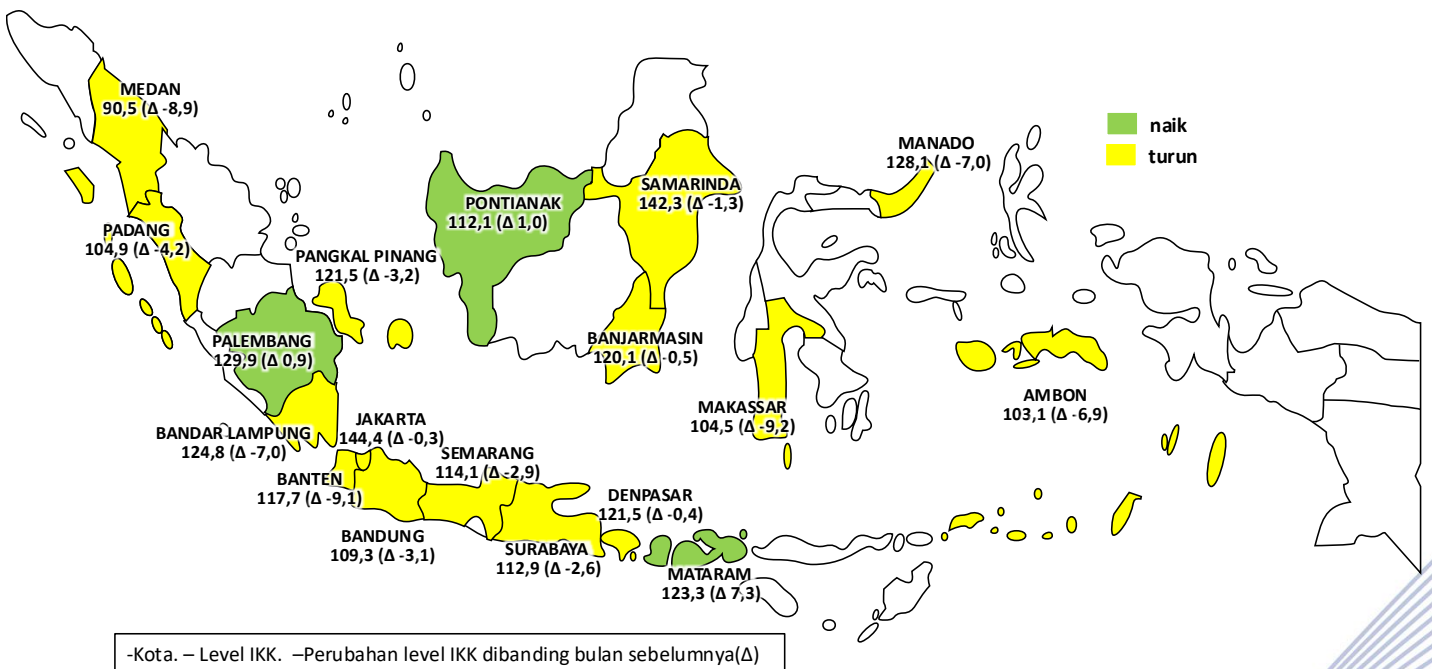 MEDAN
90,5 (Δ -8,9)
PADANG
104,9 (Δ -4,2)
PANGKAL PINANG
121,5 (Δ -3,2)
PALEMBANG
129,9 (Δ 0,9)
BANDAR LAMPUNG
124,8 (Δ -7,0)
JAKARTA
144,4 (Δ -0,3)
BANTEN
117,7 (Δ -9,1)
BANDUNG
109,3 (Δ -3,1)
SEMARANG
114,1 (Δ -2,9)
SURABAYA
112,9 (Δ -2,6)
DENPASAR
121,5 (Δ -0,4)
MATARAM
123,3 (Δ 7,3)
PONTIANAK
112,1 (Δ 1,0)
SAMARINDA
142,3 (Δ -1,3)
BANJARMASIN
120,1 (Δ -0,5)
MAKASSAR
104,5 (Δ -9,2)
MANADO
128,1 (Δ -7,0)
AMBON
103,1 (Δ -6,9)
naik
turun
-Kota. – Level IKK. –Perubahan level IKK dibanding bulan sebelumnya(Δ)